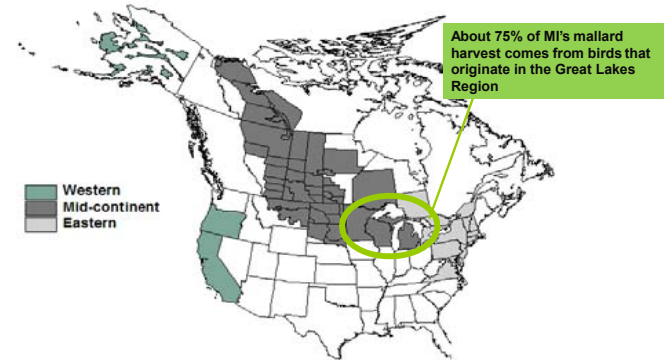 About 75% of MI's mallard
harvest comes from birds that
originate in the Great Lakes
Region
Western
Mid-continent
Eastern